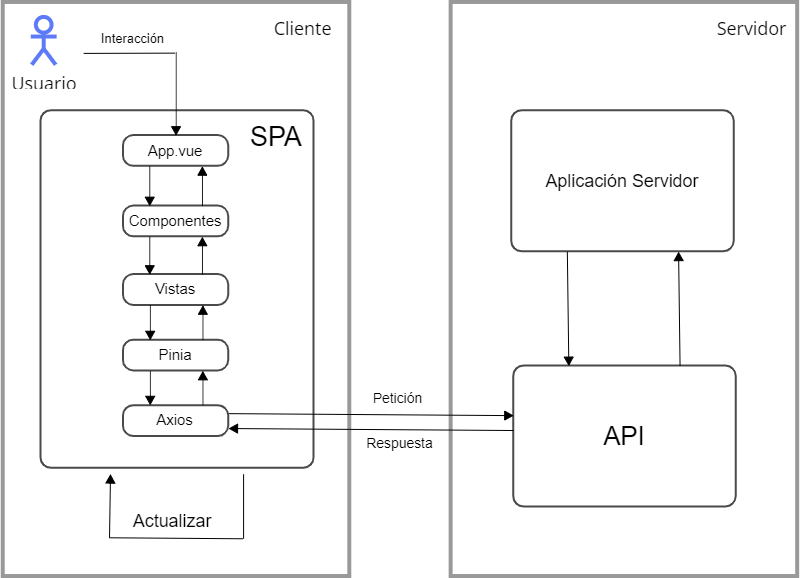 Cliente
Servidor
Interacción
Usuario
SPA
App.vue
Componentes
Vistas
Pinia
Axios
Actualizar
Petición
Respuesta
Aplicación Servidor
API